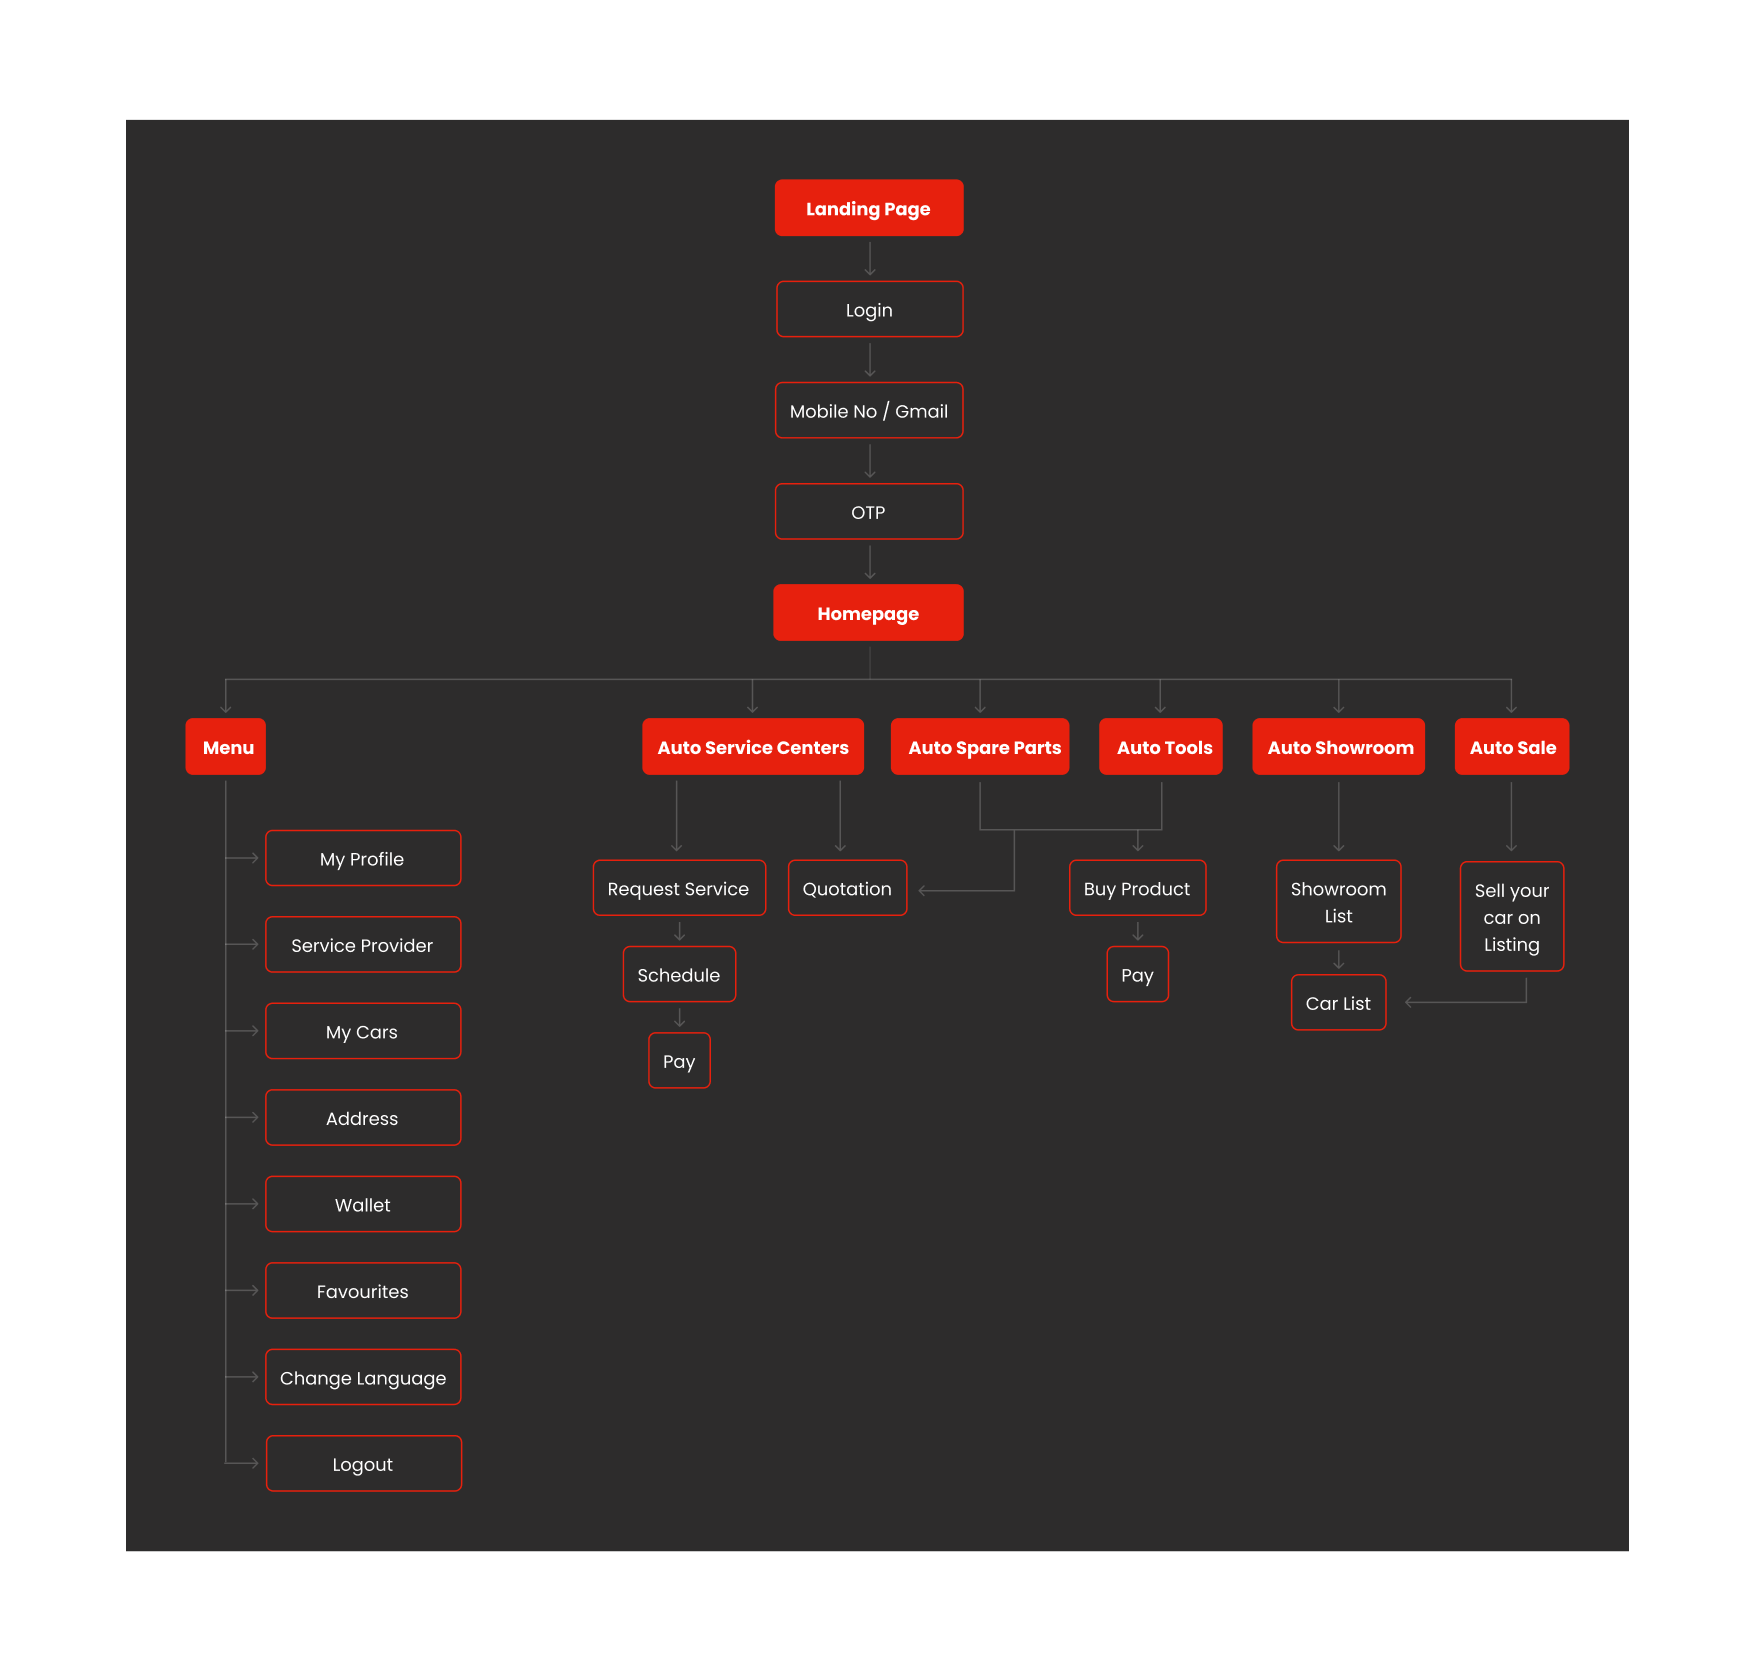 Landing Page
Login
Mobile No / Gmail
OTP
Homepage
Menu
Auto Service Centers
Auto Spare Parts
Auto Tools
Auto Showroom
Auto Sale
My Profile
Service Provider
My Cars
Address
Wallet
Favourites
Change Language
Logout
Request Service
Schedule
Pay
Quotation
Buy Product
Pay
Showroom
List
Car List
Sell your
car on
Listing